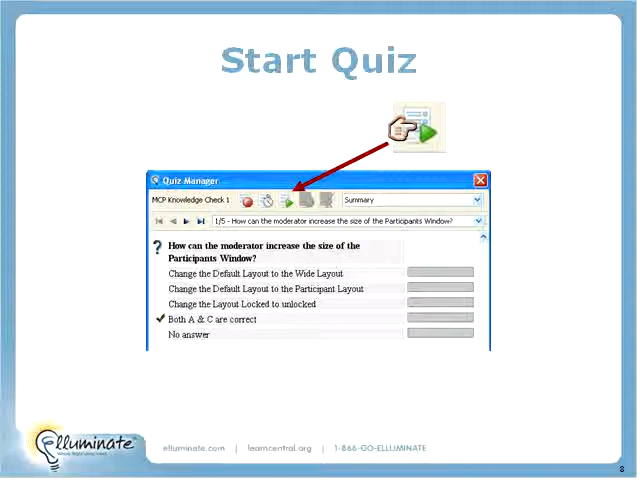 Start Quiz
Quiz Manager
MCP Knowledge Check 1
Summary
1/5 - How can the moderator increase the size of the Participants Window?
? How can the moderator increase the size of the
Participants Window?
Change the Default Layout to the Wide Layout
Change the Default Layout to the Participant Layout
Change the Layout Locked to unlocked
Both A & C are correct
No answer
elluminate
elluminate.com | learncentral.org | 1-866-GO-ELLUMINATE
8